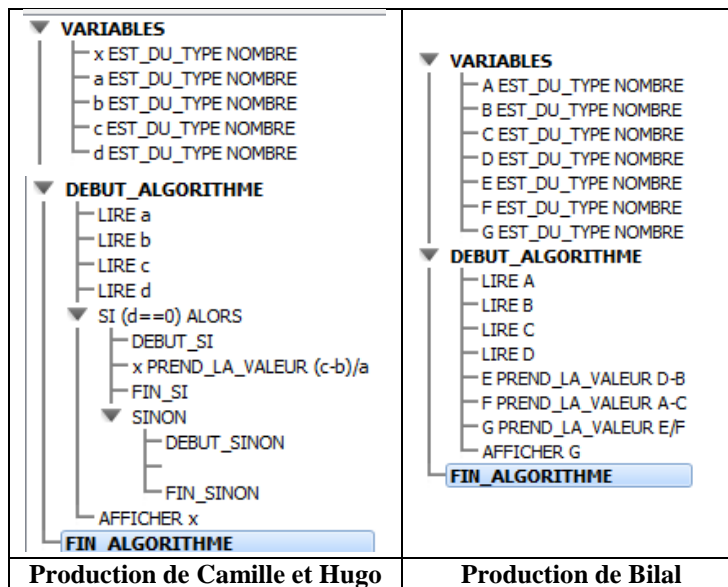 VARIABLES
x EST_DU_TYPE NOMBRE
a EST_DU_TYPE NOMBRE
b EST_DU_TYPE NOMBRE
c EST_DU_TYPE NOMBRE
d EST_DU_TYPE NOMBRE
DEBUT_ALGORITHME
LIRE a
LIRE b
LIRE c
LIRE d
SI (d==0) ALORS
DEBUT_SI
x PREND_LA_VALEUR (c-b)/a
FIN_SI
SINON
DEBUT_SINON
FIN_SINON
AFFICHER x
FIN_ALGORITHME
Production de Camille et Hugo
VARIABLES
A EST_DU_TYPE NOMBRE
B EST_DU_TYPE NOMBRE
C EST_DU_TYPE NOMBRE
D EST_DU_TYPE NOMBRE
E EST_DU_TYPE NOMBRE
F EST_DU_TYPE NOMBRE
G EST_DU_TYPE NOMBRE
DEBUT_ALGORITHME
LIRE A
LIRE B
LIRE C
LIRE D
E PREND_LA_VALEUR D-B
F PREND_LA_VALEUR A-C
G PREND_LA_VALEUR E/F
AFFICHER G
FIN_ALGORITHME
Production de Bilal